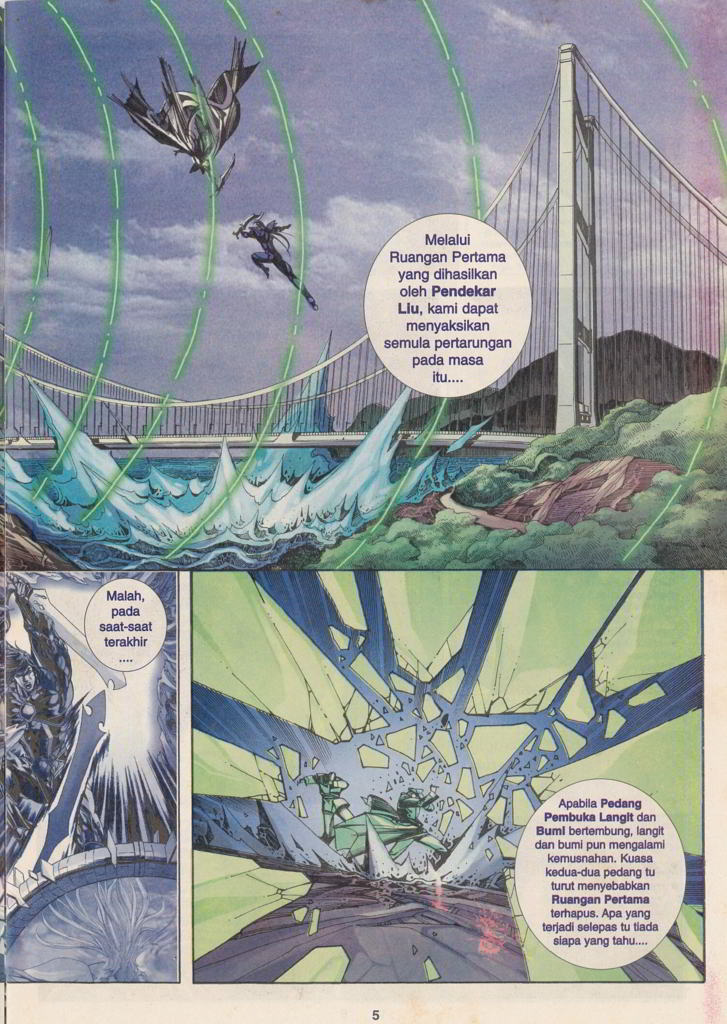 Melalui
Ruangan Pertama
yang dihasilkan
oleh Pendekar
Liu, kami dapat
menyaksikan
semula pertarungan
pada masa
itu....
Malah,
pada
saat-saat
terakhir
....
Apabila Pedang
Pembuka Langit dan
Bumi bertembung, langit
dan bumi pun mengalami
kemusnahan. Kuasa
kedua-dua pedang tu
turut menyebabkan
Ruangan Pertama
terhapus. Apa yang
terjadi selepas tu tiada
siapa yang tahu....
5